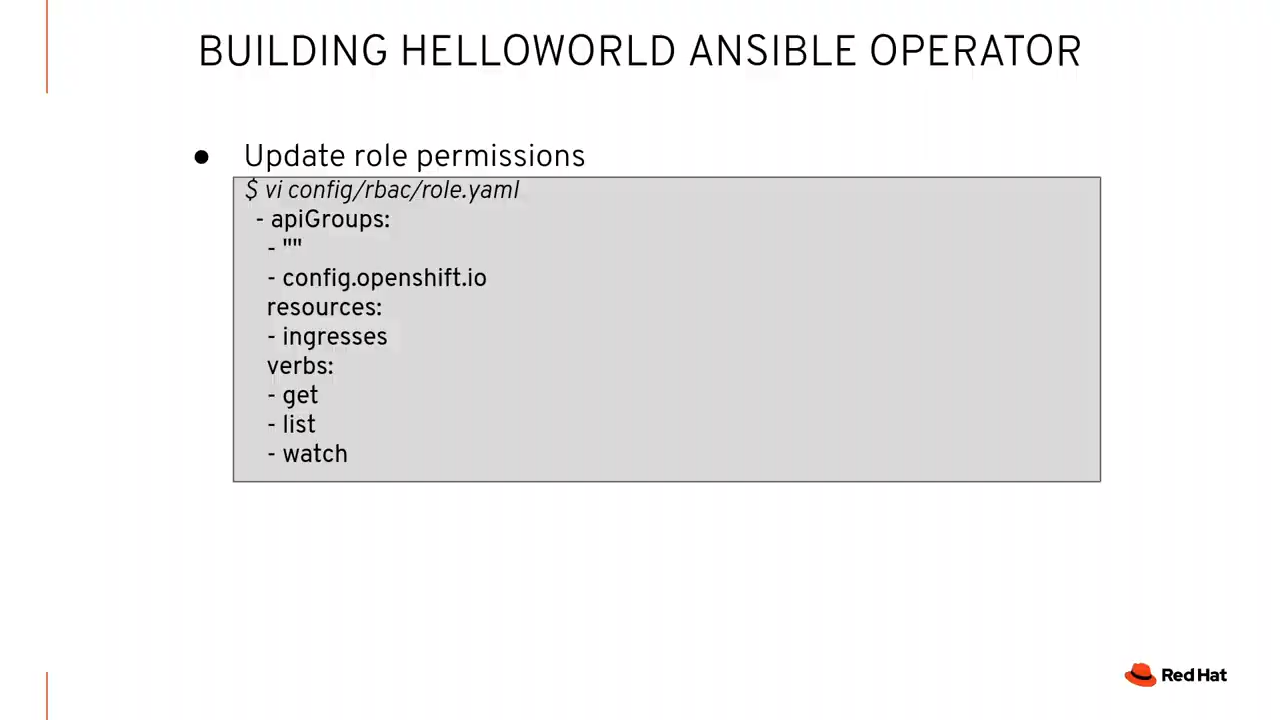 BUILDING HELLOWORLD ANSIBLE OPERATOR
● Update role permissions
$ vi config/rbac/role.yaml
- apiGroups:
- ""
- config.openshift.io
resources:
- ingresses
verbs:
- get
- list
- watch
Red Hat